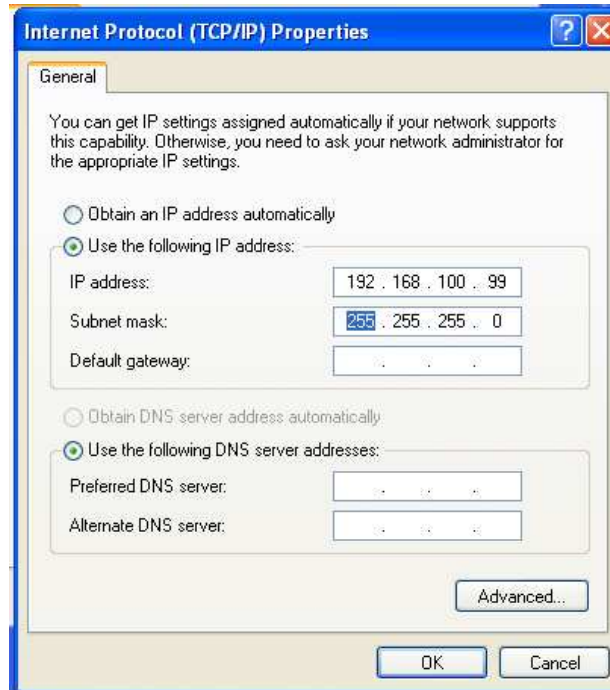 Internet Protocol (TCP/IP) Properties
General
You can get IP settings assigned automatically if your network supports
this capability. Otherwise, you need to ask your network administrator for
the appropriate IP settings.
Obtain an IP address automatically
Use the following IP address:
IP address: 192 . 168 . 100 . 99
Subnet mask: 255 . 255 . 255 . 0
Default gateway: . . .
Obtain DNS server address automatically
Use the following DNS server addresses:
Preferred DNS server: . . .
Alternate DNS server: . . .
Advanced...
OK Cancel